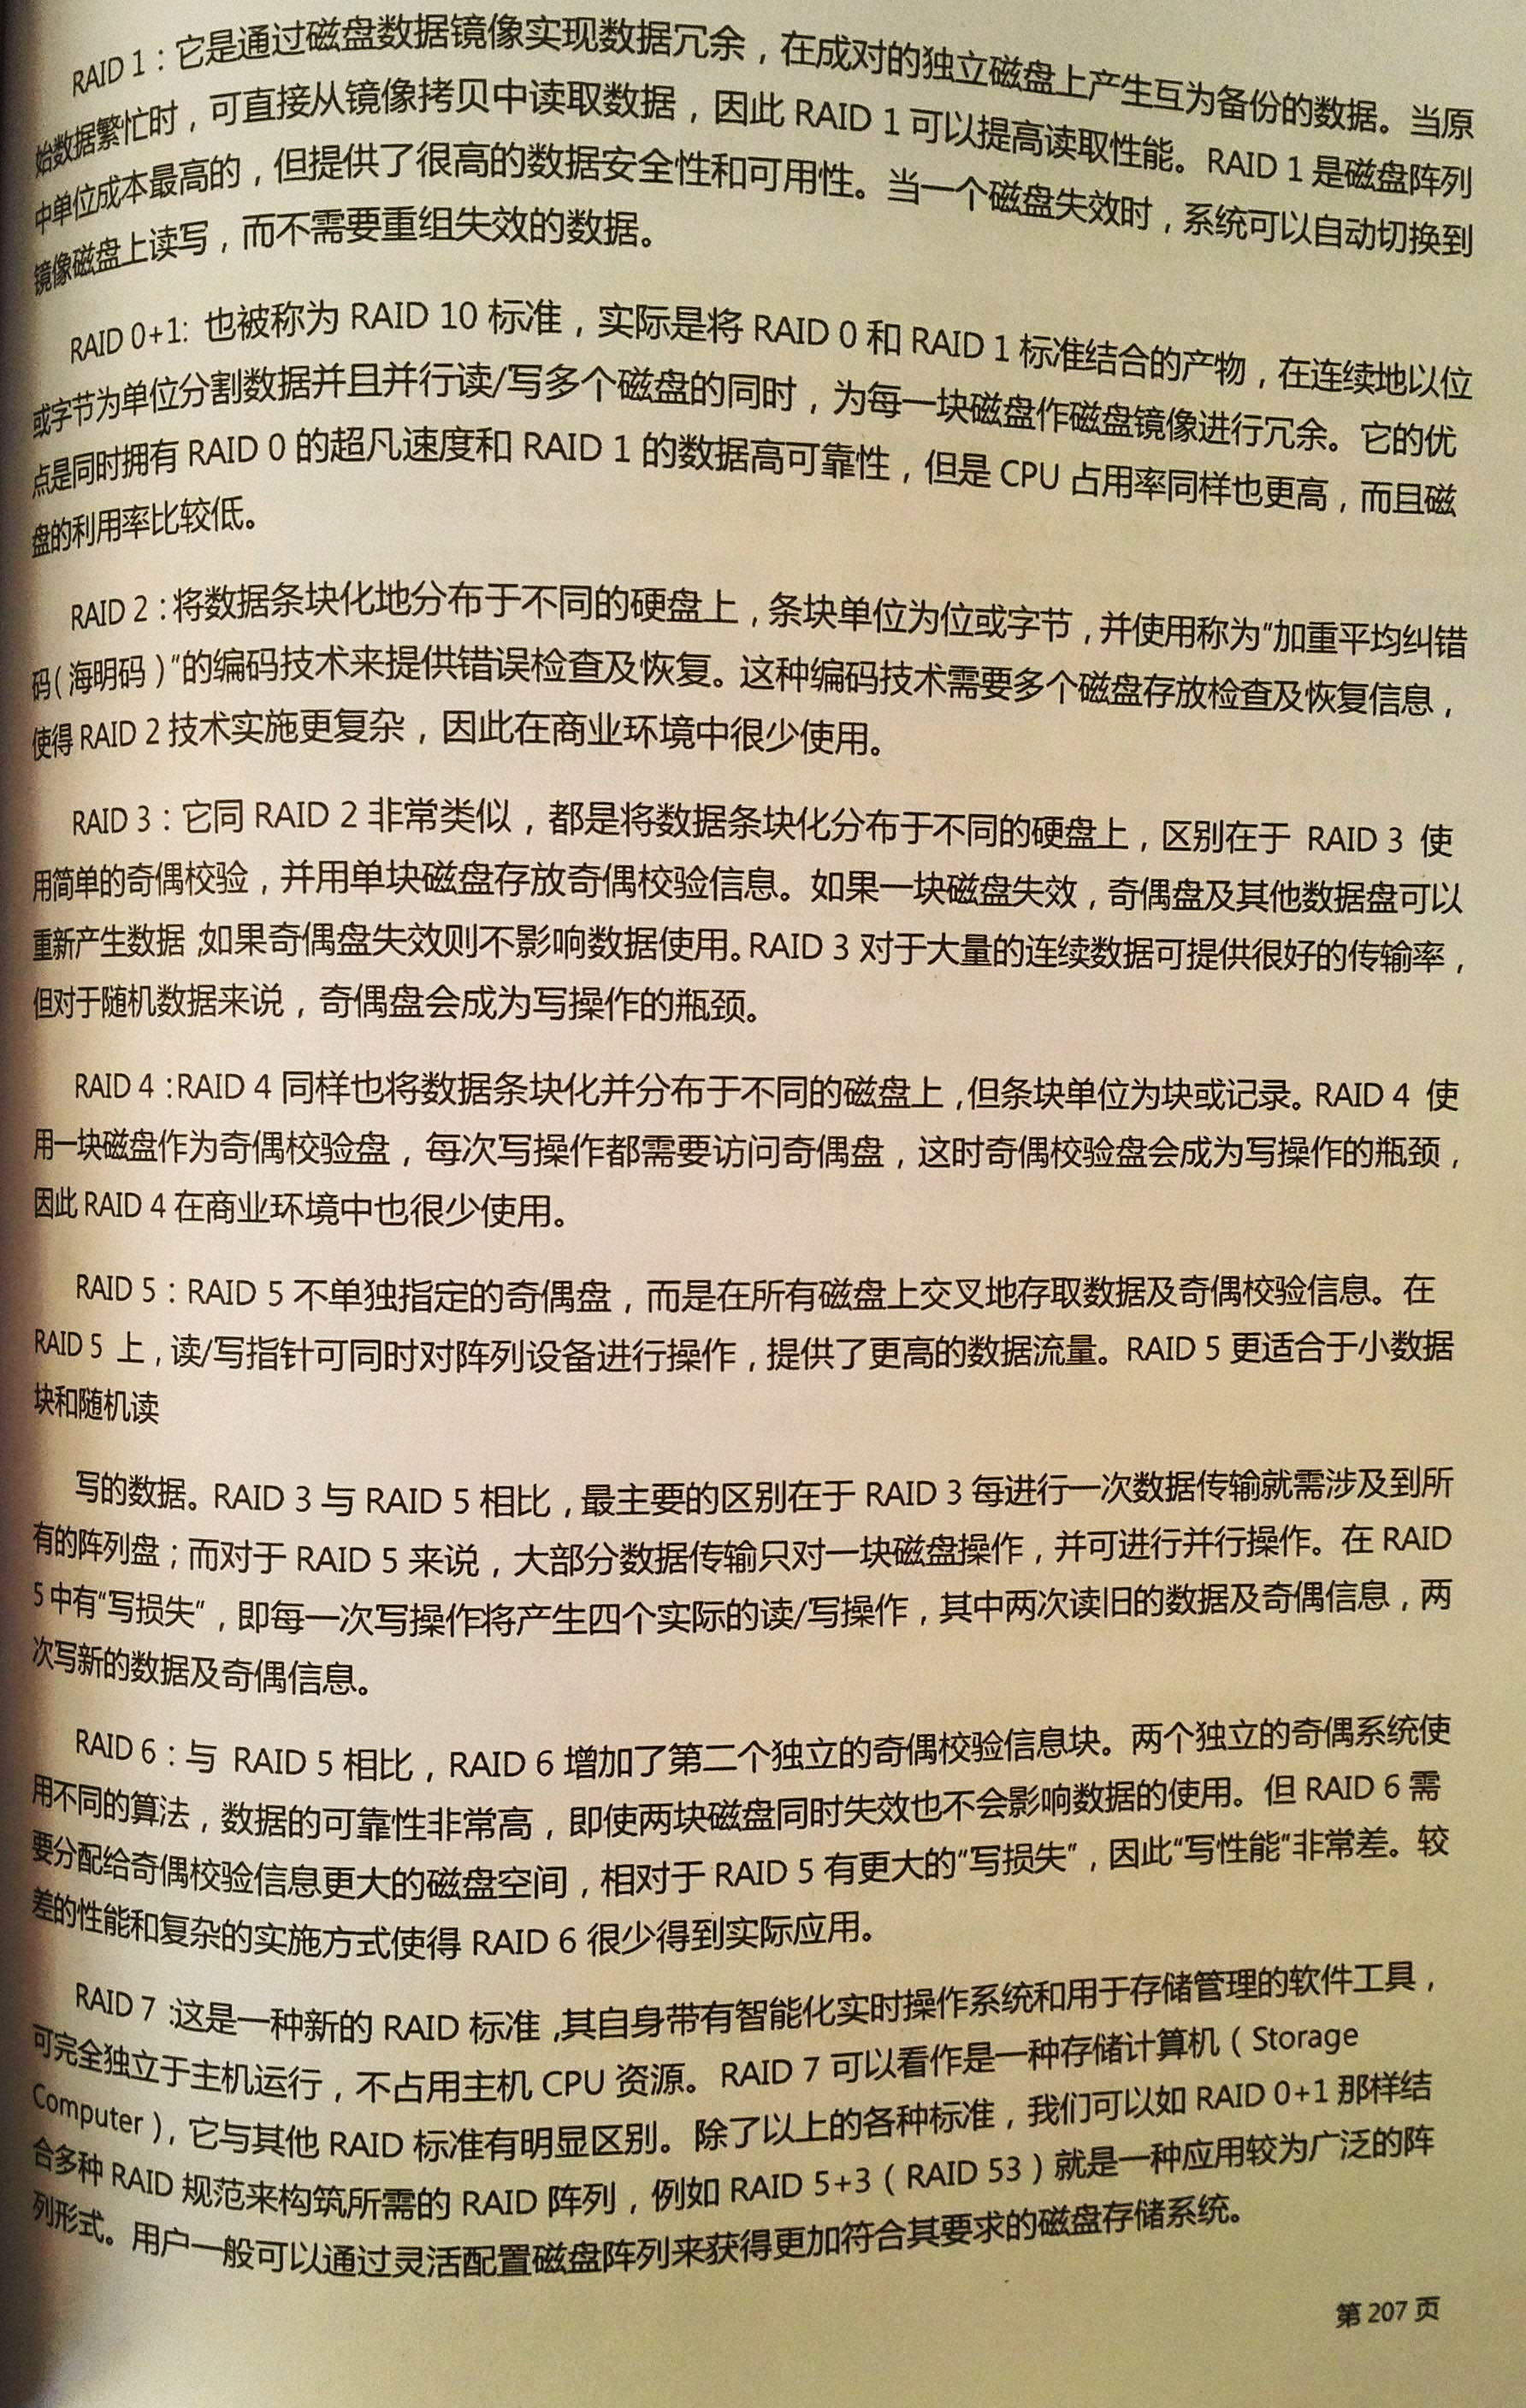 RAID 1：它是通过磁盘数据镜像实现数据冗余，在成对的独立磁盘上产生互为备份的数据。当原
始数据繁忙时，可直接从镜像拷贝中读取数据，因此 RAID 1 可以提高读取性能。RAID 1 是磁盘阵列
中单位成本最高的，但提供了很高的数据安全性和可用性。当一个磁盘失效时，系统可以自动切换到
镜像磁盘上读写，而不需要重组失效的数据。
RAID 0+1: 也被称为 RAID 10 标准，实际是将 RAID 0 和 RAID 1 标准结合的产物，在连续地以位
或字节为单位分割数据并且并行读/写多个磁盘的同时，为每一块磁盘作磁盘镜像进行冗余。它的优
点是同时拥有 RAID 0 的超凡速度和 RAID 1 的数据高可靠性，但是 CPU 占用率同样也更高，而且磁
盘的利用率比较低。
RAID 2：将数据条块化地分布于不同的硬盘上，条块单位为位或字节，并使用称为“加重平均纠错
码（海明码）”的编码技术来提供错误检查及恢复。这种编码技术需要多个磁盘存放检查及恢复信息，
使得 RAID 2 技术实施更复杂，因此在商业环境中很少使用。
RAID 3：它同 RAID 2 非常类似，都是将数据条块化分布于不同的硬盘上，区别在于 RAID 3 使
用简单的奇偶校验，并用单块磁盘存放奇偶校验信息。如果一块磁盘失效，奇偶盘及其他数据盘可以
重新产生数据，如果奇偶盘失效则不影响数据使用。RAID 3 对于大量的连续数据可提供很好的传输率，
但对于随机数据来说，奇偶盘会成为写操作的瓶颈。
RAID 4：RAID 4 同样也将数据条块化并分布于不同的磁盘上，但条块单位为块或记录。RAID 4 使
用一块磁盘作为奇偶校验盘，每次写操作都需要访问奇偶盘，这时奇偶校验盘会成为写操作的瓶颈，
因此 RAID 4 在商业环境中也很少使用。
RAID 5：RAID 5 不单独指定的奇偶盘，而是在所有磁盘上交叉地存取数据及奇偶校验信息。在
RAID 5 上，读/写指针可同时对阵列设备进行操作，提供了更高的数据流量。RAID 5 更适合于小数据
块和随机读
写的数据。RAID 3 与 RAID 5 相比，最主要的区别在于 RAID 3 每进行一次数据传输就需涉及到所
有的阵列盘；而对于 RAID 5 来说，大部分数据传输只对一块磁盘操作，并可进行并行操作。在 RAID
5 中有“写损失”，即每一次写操作将产生四个实际的读/写操作，其中两次读旧的数据及奇偶信息，两
次写新的数据及奇偶信息。
RAID 6：与 RAID 5 相比，RAID 6 增加了第二个独立的奇偶校验信息块。两个独立的奇偶系统使
用不同的算法，数据的可靠性非常高，即使两块磁盘同时失效也不会影响数据的使用。但 RAID 6 需
要分配给奇偶校验信息更大的磁盘空间，相对于 RAID 5 有更大的“写损失”，因此“写性能”非常差。较
差的性能和复杂的实施方式使得 RAID 6 很少得到实际应用。
RAID 7：这是一种新的 RAID 标准，其自身带有智能化实时操作系统和用于存储管理的软件工具，
可完全独立于主机运行，不占用主机 CPU 资源。RAID 7 可以看作是一种存储计算机（Storage
Computer），它与其他 RAID 标准有明显区别。除了以上的各种标准，我们可以如 RAID 0+1 那样结
合多种 RAID 规范来构筑所需的 RAID 阵列，例如 RAID 5+3（RAID 53）就是一种应用较为广泛的阵
列形式。用户一般可以通过灵活配置磁盘阵列来获得更加符合其要求的磁盘存储系统。
第 207 页